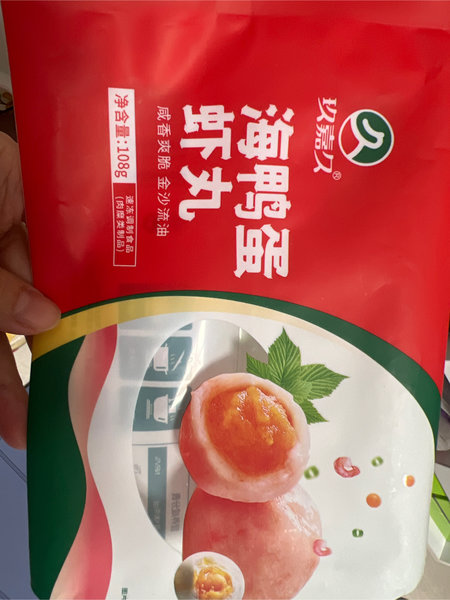 玖嘉久®
海鸭蛋
虾丸
咸香爽脆 金沙流油
净含量:108g
速冻调制食品
(肉糜类制品)